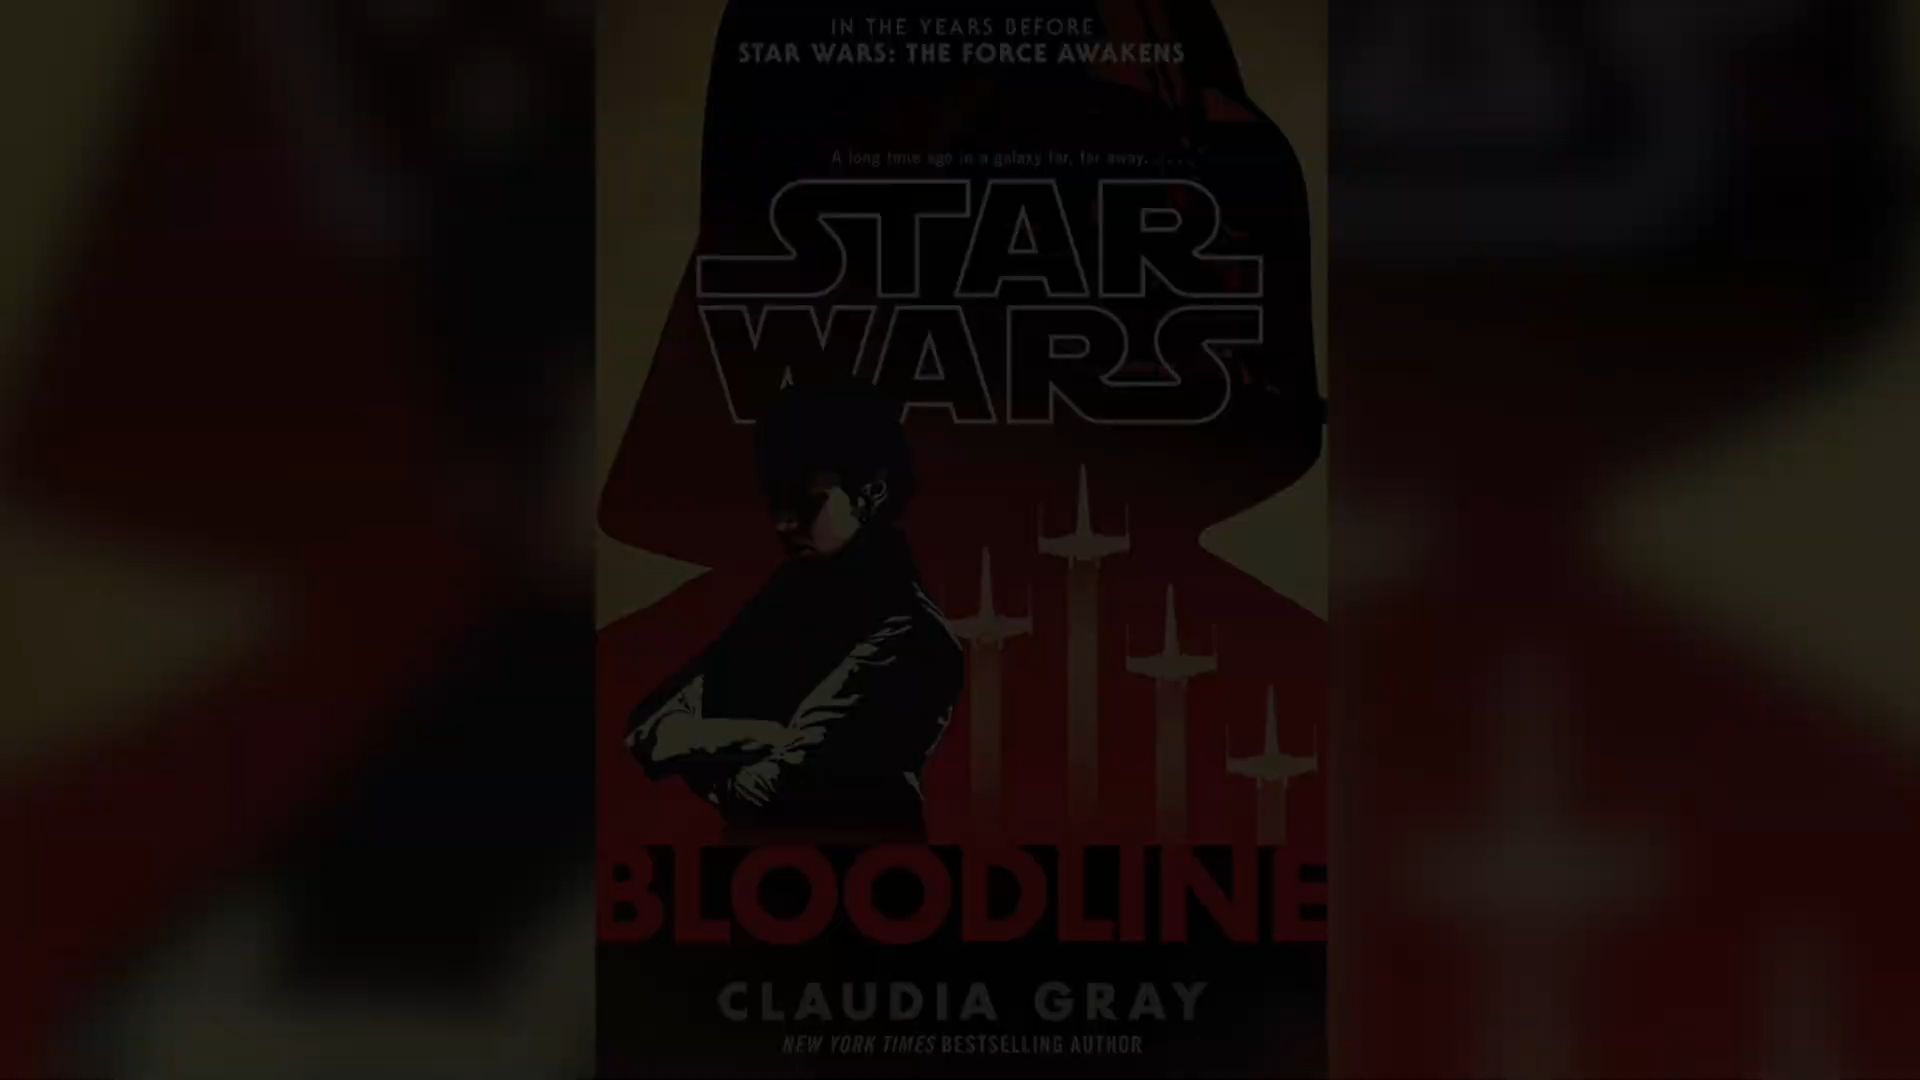 IN THE YEARS BEFORE
STAR WARS: THE FORCE AWAKENS
A long time ago in a galaxy far, far away. . . .
STAR
WARS
BLOODLINE
CLAUDIA GRAY
NEW YORK TIMES BESTSELLING AUTHOR